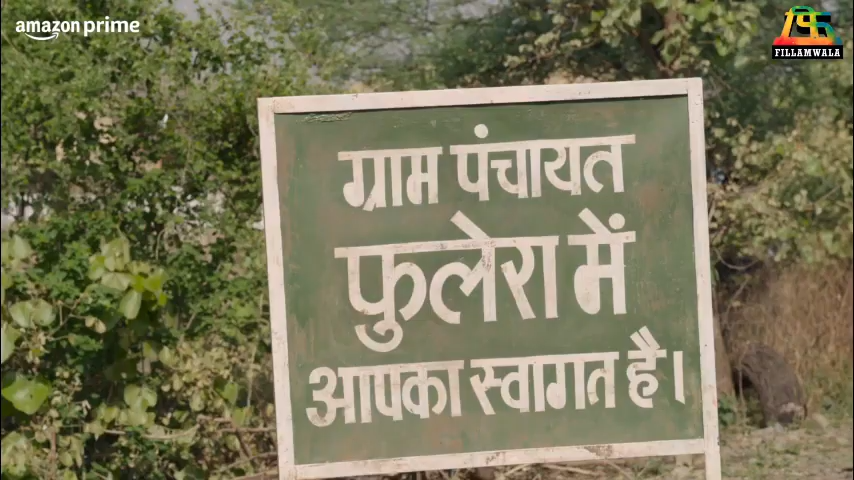 amazon prime
FILLAMWALA
ग्राम पंचायत
फुलेरा में
आपका स्वागत है।